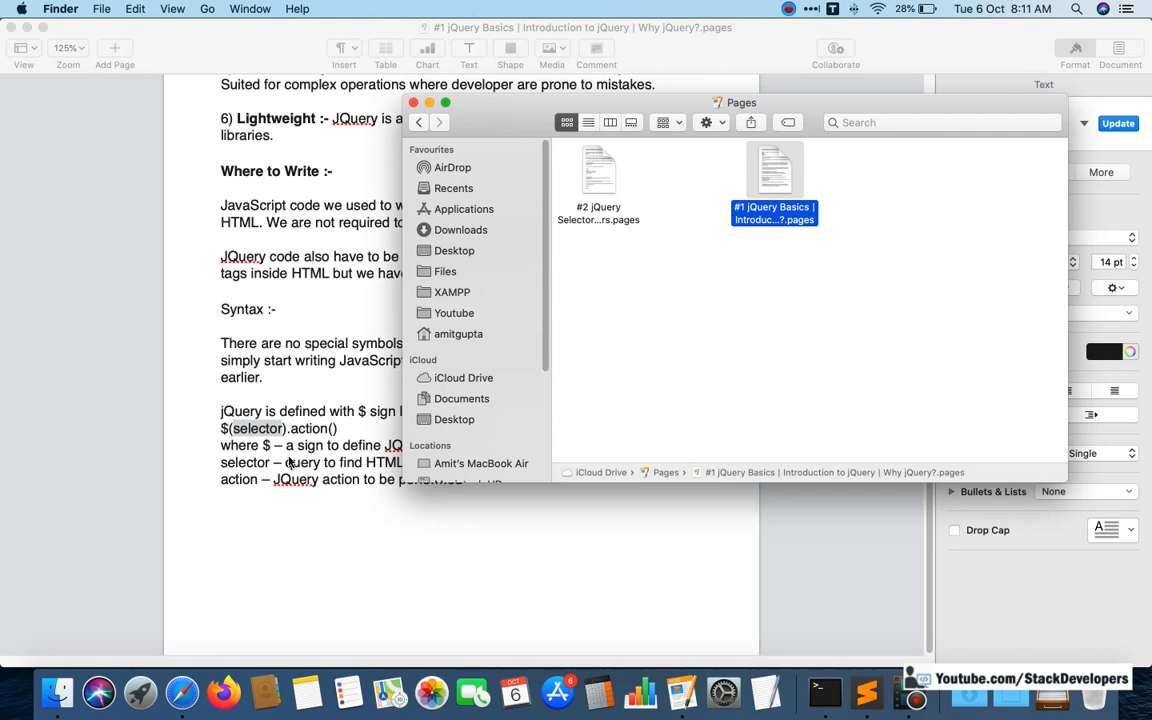 Finder File Edit View Go Window Help
28% Tue 6 Oct 8:11 AM
#1 jQuery Basics | Introduction to jQuery | Why jQuery?.pages
125%
View Zoom Add Page Insert Table Chart Text Shape Media Comment Collaborate Format Document
Suited for complex operations where developer are prone to mistakes.
6) Lightweight :- JQuery is a
libraries.
Where to Write :-
JavaScript code we used to w
HTML. We are not required to
JQuery code also have to be
tags inside HTML but we have
Syntax :-
There are no special symbols
simply start writing JavaScript
earlier.
jQuery is defined with $ sign
$(selector).action()
where $ – a sign to define JQ
selector – query to find HTML
action – JQuery action to be
Pages
Search
Favourites
AirDrop
Recents
Applications
Downloads
Desktop
Files
XAMPP
Youtube
amitgupta
iCloud
iCloud Drive
Documents
Desktop
Locations
Amit's MacBook Air
#2 jQuery
Selector...rs.pages
#1 jQuery Basics |
Introduc...?.pages
iCloud Drive Pages #1 jQuery Basics | Introduction to jQuery | Why jQuery?.pages
Text
Update
More
14 pt
Single
Bullets & Lists None
Drop Cap
OCT
6
6
Youtube.com/StackDevelopers